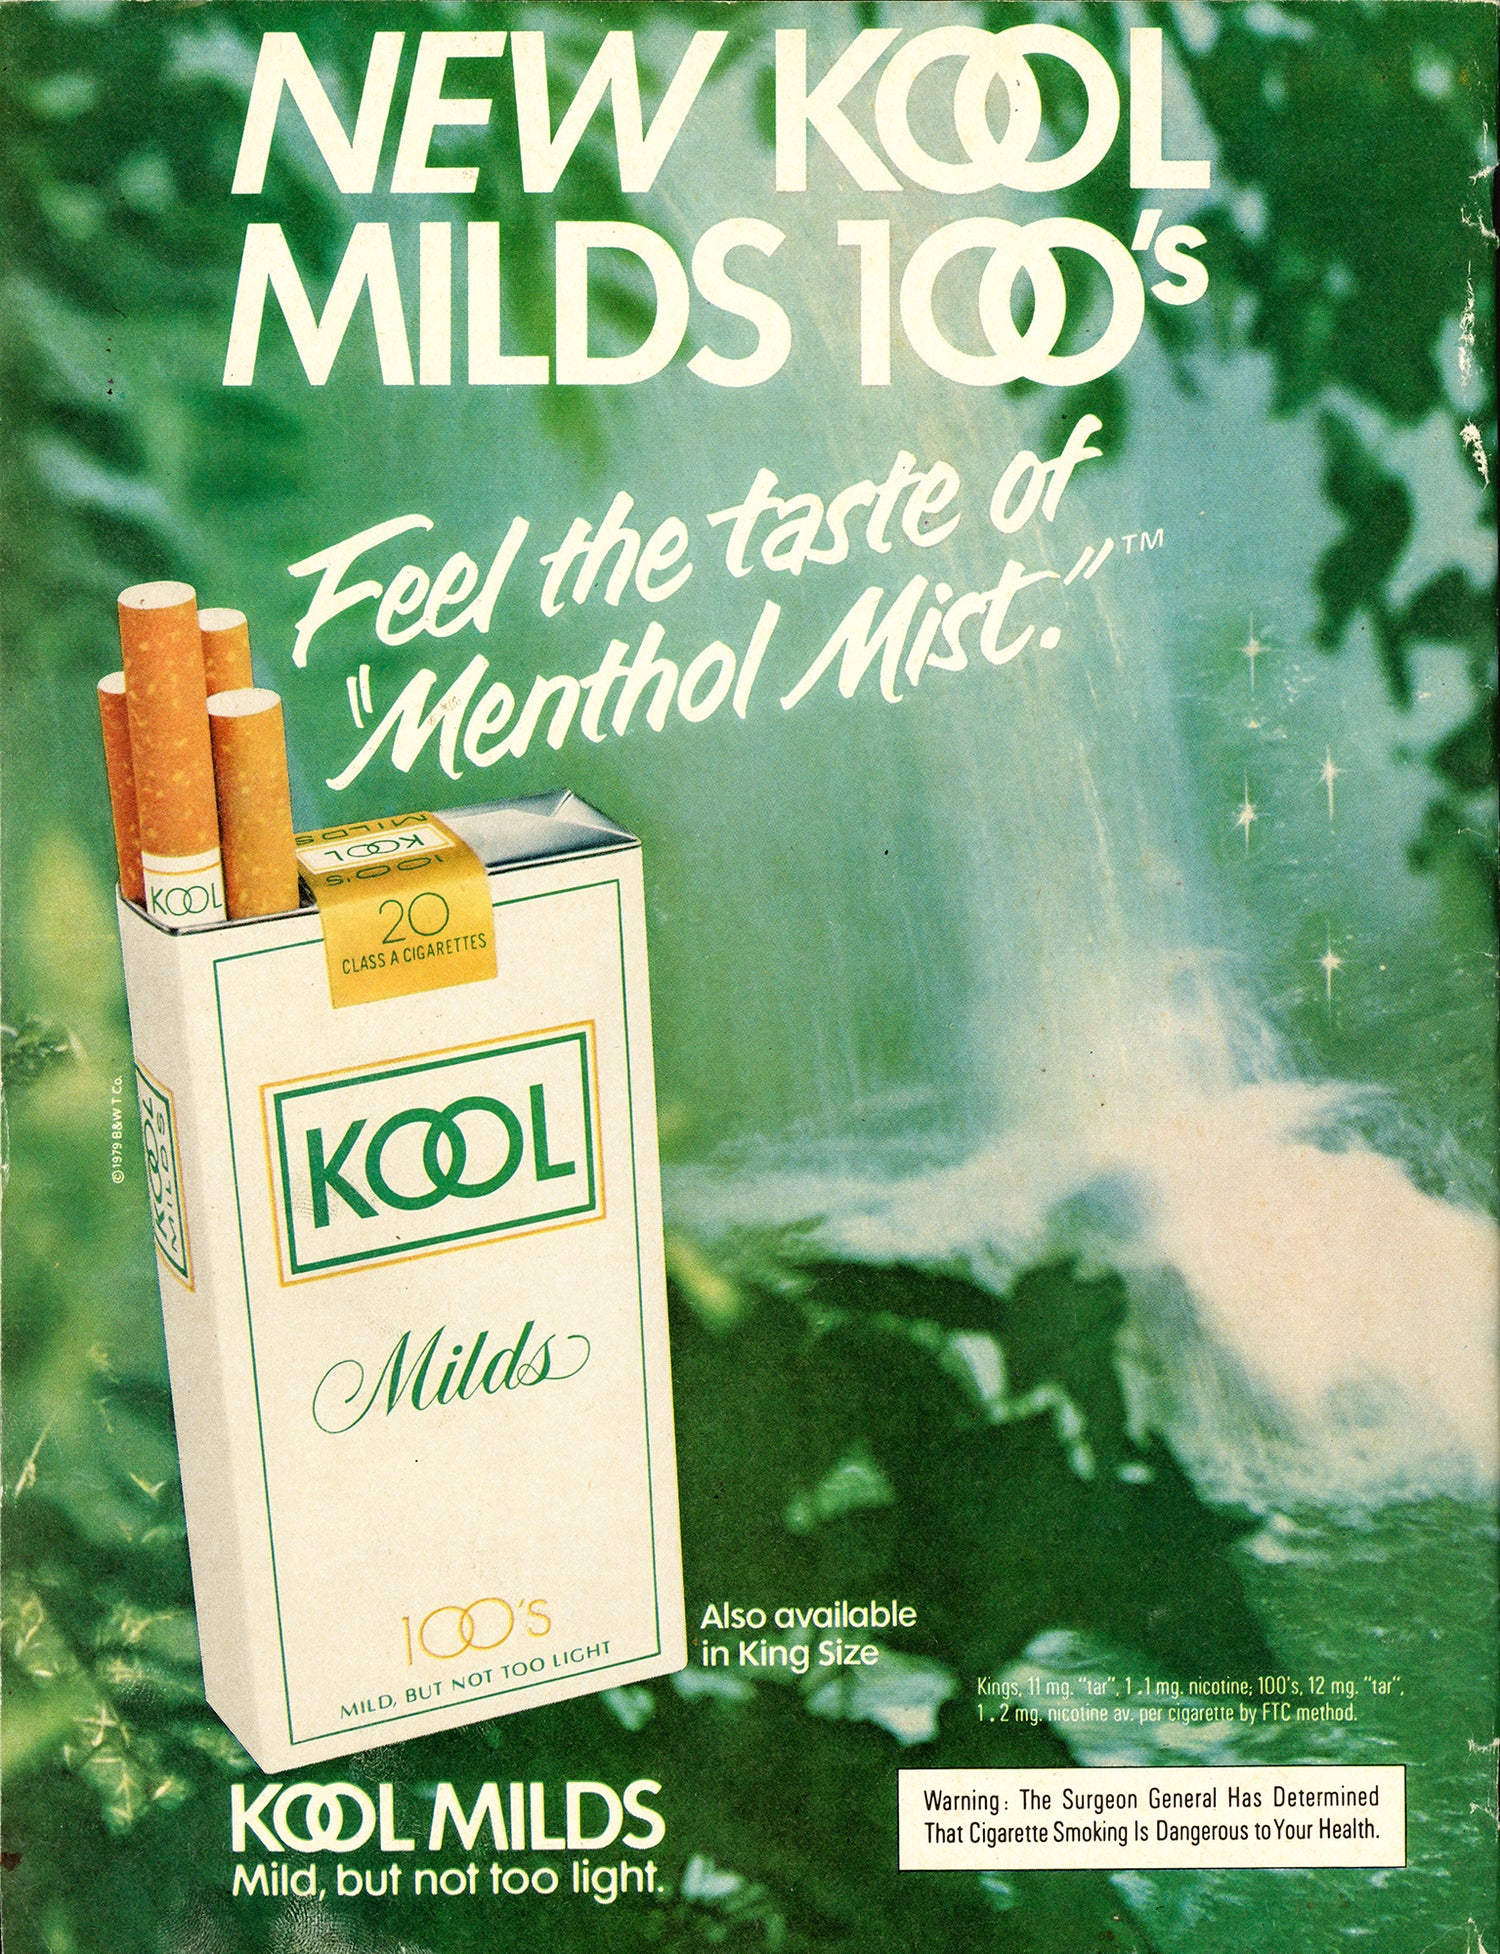 NEW KOOL
MILDS 100's
Feel the taste of
"Menthol Mist."™
MILDS
KOOL
100'S
20
CLASS A CIGARETTES
KOOL
KOOL
Milds
100's
MILD, BUT NOT TOO LIGHT
KOOL
MILDS
© 1979 B&W T Co.
Also available
in King Size
Kings, 11 mg. "tar", 1.1 mg. nicotine; 100's, 12 mg. "tar",
1.2 mg. nicotine av. per cigarette by FTC method.
KOOL MILDS
Mild, but not too light.
Warning: The Surgeon General Has Determined
That Cigarette Smoking Is Dangerous to Your Health.